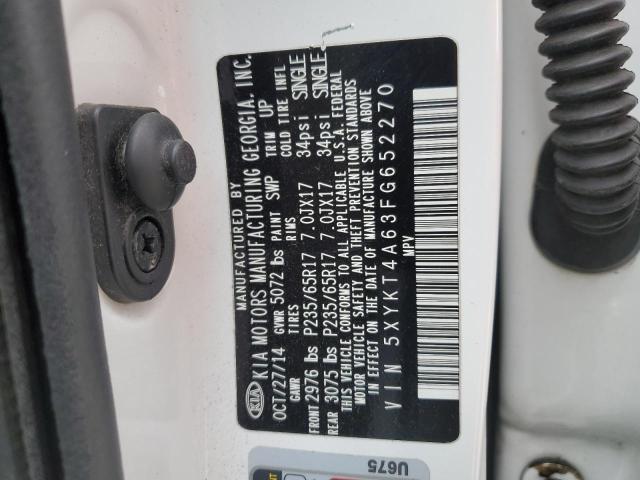 MANUFACTURED BY
KIA KIA MOTORS MANUFACTURING GEORGIA, INC.
OCT/27/14 GVWR 5072 lbs PAINT SWP TRIM UP
GAWR TIRES RIMS COLD TIRE INFL
FRONT 2976 lbs P235/65R17 7.0JX17 34psi SINGLE
REAR 3075 lbs P235/65R17 7.0JX17 34psi SINGLE
THIS VEHICLE CONFORMS TO ALL APPLICABLE U.S.A. FEDERAL
MOTOR VEHICLE SAFETY AND THEFT PREVENTION STANDARDS
IN EFFECT ON THE DATE OF MANUFACTURE SHOWN ABOVE
VIN 5XYKT4A63FG652270
MPV
U675